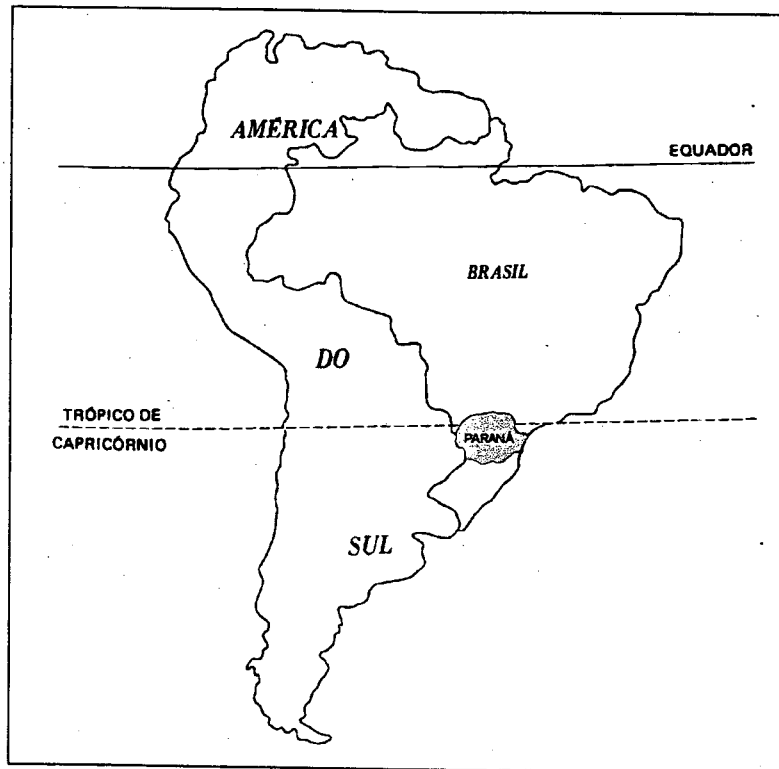 AMÉRICA
EQUADOR
BRASIL
DO
TRÓPICO DE
CAPRICÓRNIO
PARANÁ
SUL